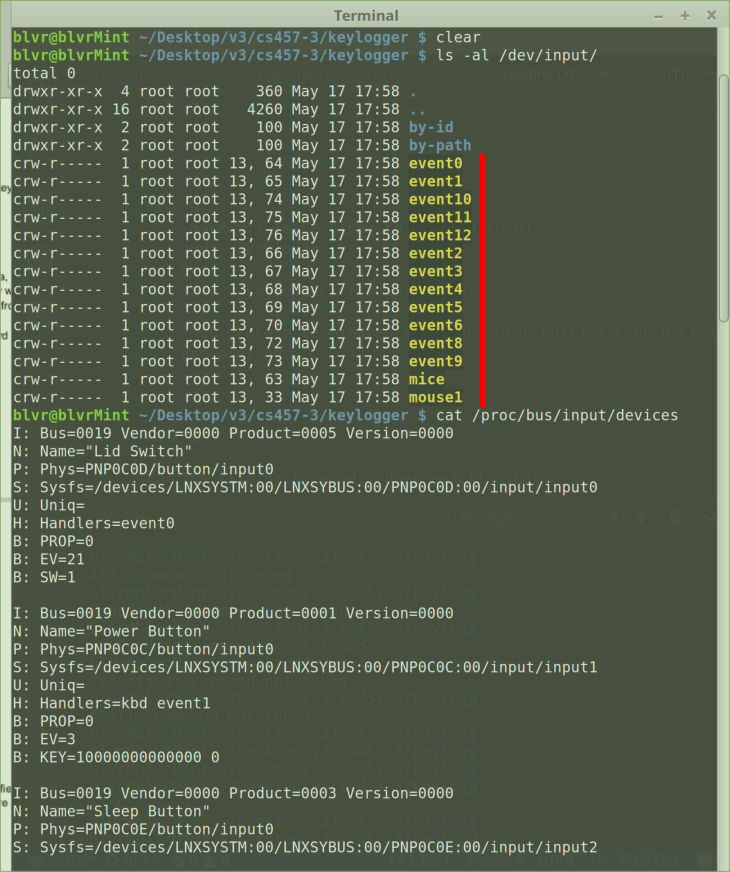 Terminal
blvr@blvrMint ~/Desktop/v3/cs457-3/keylogger $ clear
blvr@blvrMint ~/Desktop/v3/cs457-3/keylogger $ ls -al /dev/input/
total 0
drwxr-xr-x  4 root root    360 May 17 17:58 .
drwxr-xr-x 16 root root   4260 May 17 17:58 ..
drwxr-xr-x  2 root root    100 May 17 17:58 by-id
drwxr-xr-x  2 root root    100 May 17 17:58 by-path
crw-r-----  1 root root 13, 64 May 17 17:58 event0
crw-r-----  1 root root 13, 65 May 17 17:58 event1
crw-r-----  1 root root 13, 74 May 17 17:58 event10
crw-r-----  1 root root 13, 75 May 17 17:58 event11
crw-r-----  1 root root 13, 76 May 17 17:58 event12
crw-r-----  1 root root 13, 66 May 17 17:58 event2
crw-r-----  1 root root 13, 67 May 17 17:58 event3
crw-r-----  1 root root 13, 68 May 17 17:58 event4
crw-r-----  1 root root 13, 69 May 17 17:58 event5
crw-r-----  1 root root 13, 70 May 17 17:58 event6
crw-r-----  1 root root 13, 72 May 17 17:58 event8
crw-r-----  1 root root 13, 73 May 17 17:58 event9
crw-r-----  1 root root 13, 63 May 17 17:58 mice
crw-r-----  1 root root 13, 33 May 17 17:58 mouse1
blvr@blvrMint ~/Desktop/v3/cs457-3/keylogger $ cat /proc/bus/input/devices
I: Bus=0019 Vendor=0000 Product=0005 Version=0000
N: Name="Lid Switch"
P: Phys=PNP0C0D/button/input0
S: Sysfs=/devices/LNXSYSTM:00/LNXSYBUS:00/PNP0C0D:00/input/input0
U: Uniq=
H: Handlers=event0
B: PROP=0
B: EV=21
B: SW=1
I: Bus=0019 Vendor=0000 Product=0001 Version=0000
N: Name="Power Button"
P: Phys=PNP0C0C/button/input0
S: Sysfs=/devices/LNXSYSTM:00/LNXSYBUS:00/PNP0C0C:00/input/input1
U: Uniq=
H: Handlers=kbd event1
B: PROP=0
B: EV=3
B: KEY=10000000000000 0
I: Bus=0019 Vendor=0000 Product=0003 Version=0000
N: Name="Sleep Button"
P: Phys=PNP0C0E/button/input0
S: Sysfs=/devices/LNXSYSTM:00/LNXSYBUS:00/PNP0C0E:00/input/input2